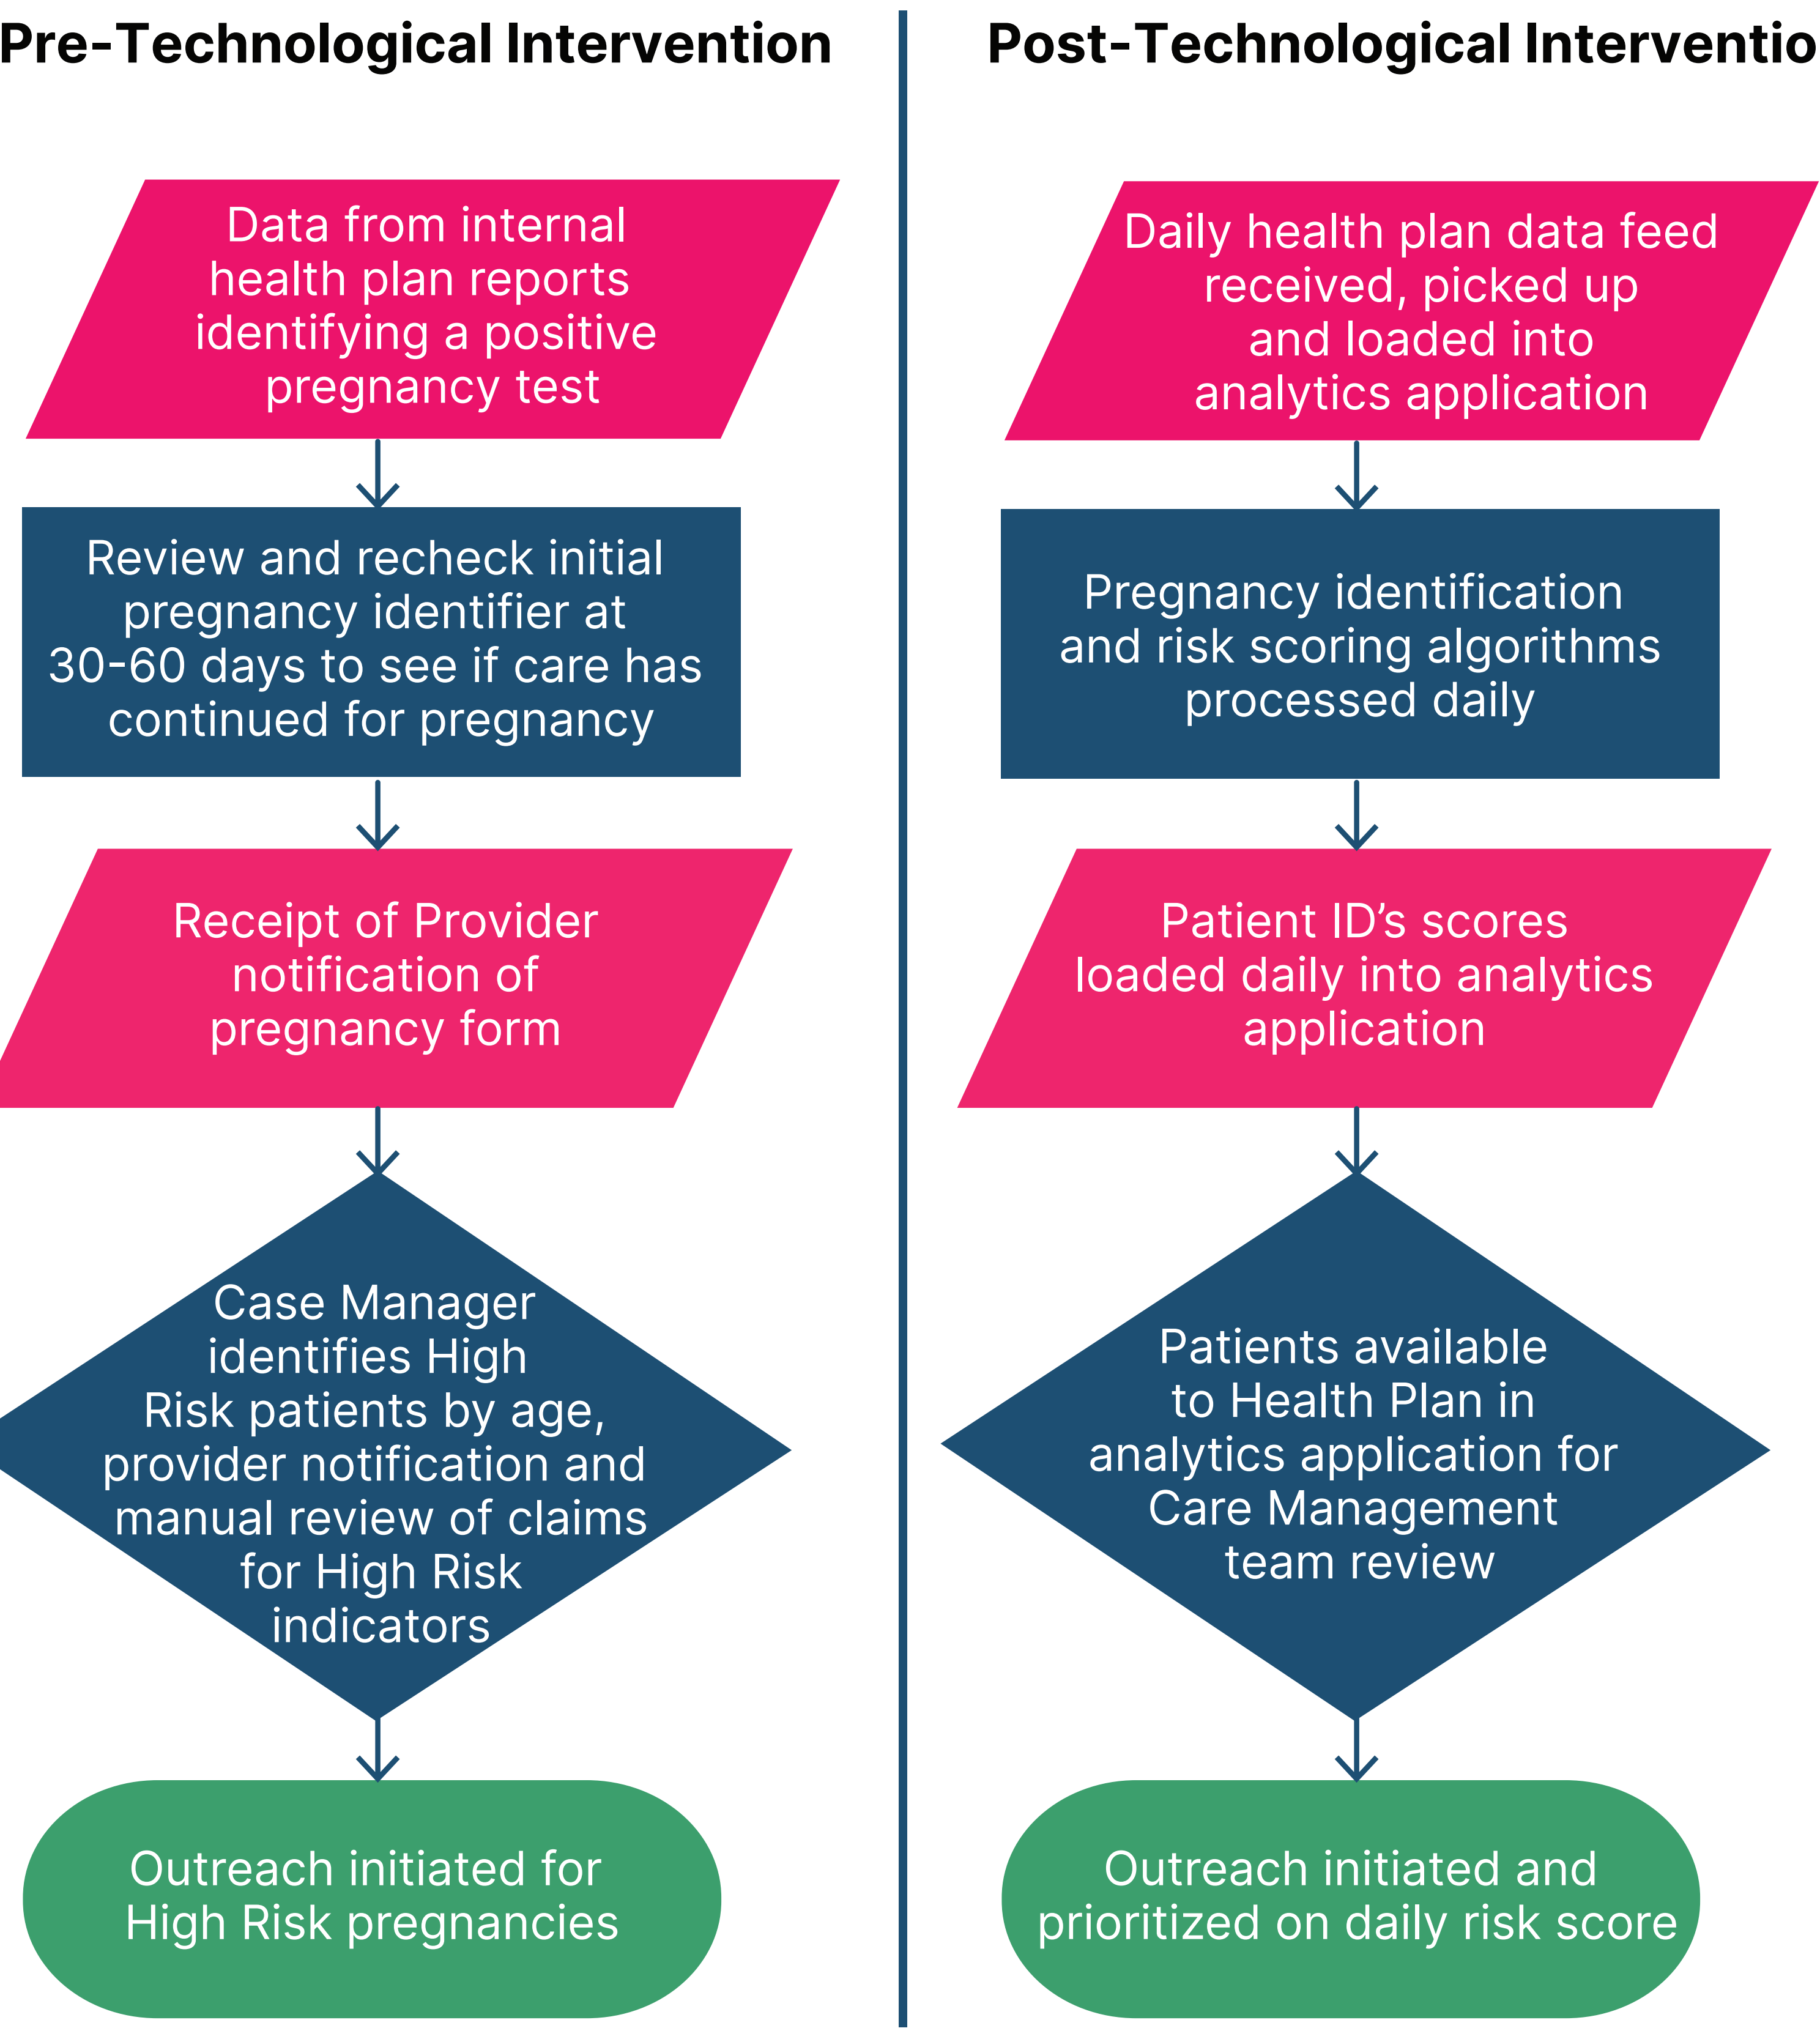 Pre-Technological Intervention
Data from internal
health plan reports
identifying a positive
pregnancy test
Review and recheck initial
pregnancy identifier at
30-60 days to see if care has
continued for pregnancy
Receipt of Provider
notification of
pregnancy form
Case Manager
identifies High
Risk patients by age,
provider notification and
manual review of claims
for High Risk
indicators
Outreach initiated for
High Risk pregnancies
Post-Technological Interventio
Daily health plan data feed
received, picked up
and loaded into
analytics application
Pregnancy identification
and risk scoring algorithms
processed daily
Patient ID’s scores
loaded daily into analytics
application
Patients available
to Health Plan in
analytics application for
Care Management
team review
Outreach initiated and
prioritized on daily risk score